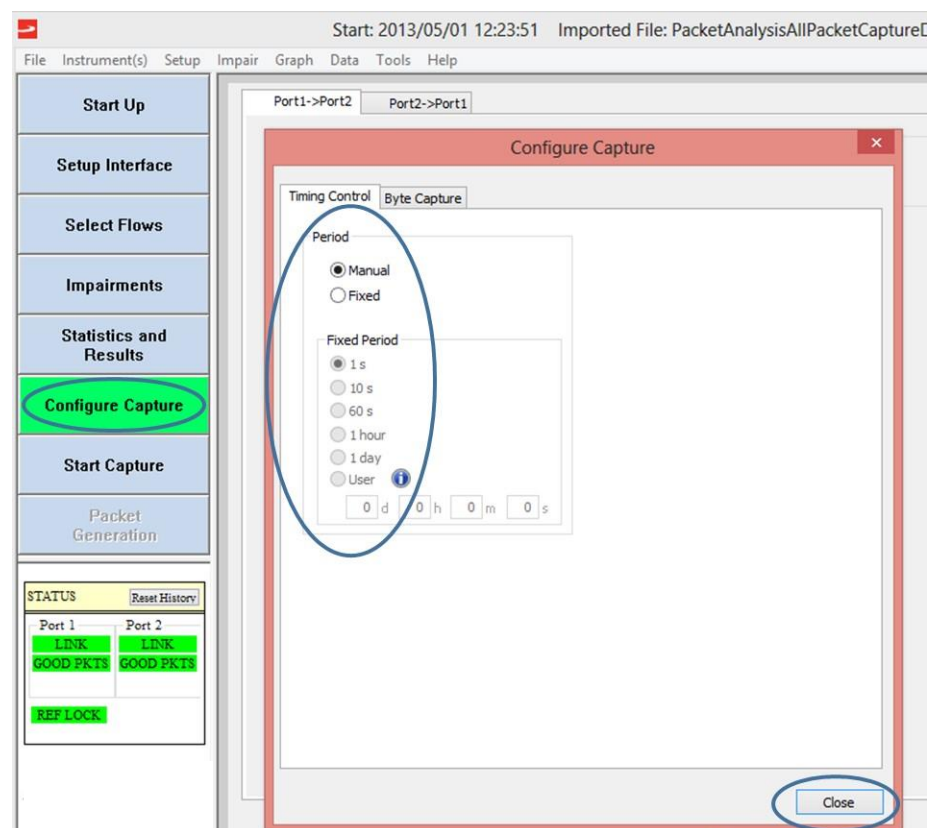 Start: 2013/05/01 12:23:51 Imported File: PacketAnalysisAllPacketCaptureD
File Instrument(s) Setup Impair Graph Data Tools Help
Start Up
Setup Interface
Select Flows
Impairments
Statistics and
Results
Configure Capture
Start Capture
Packet
Generation
STATUS Reset History
Port 1 Port 2
LINK LINK
GOOD PKTS GOOD PKTS
REF LOCK
Port1->Port2 Port2->Port1
Configure Capture
Timing Control Byte Capture
Period
Manual
Fixed
Fixed Period
1 s
10 s
60 s
1 hour
1 day
User
0 d 0 h 0 m 0 s
Close